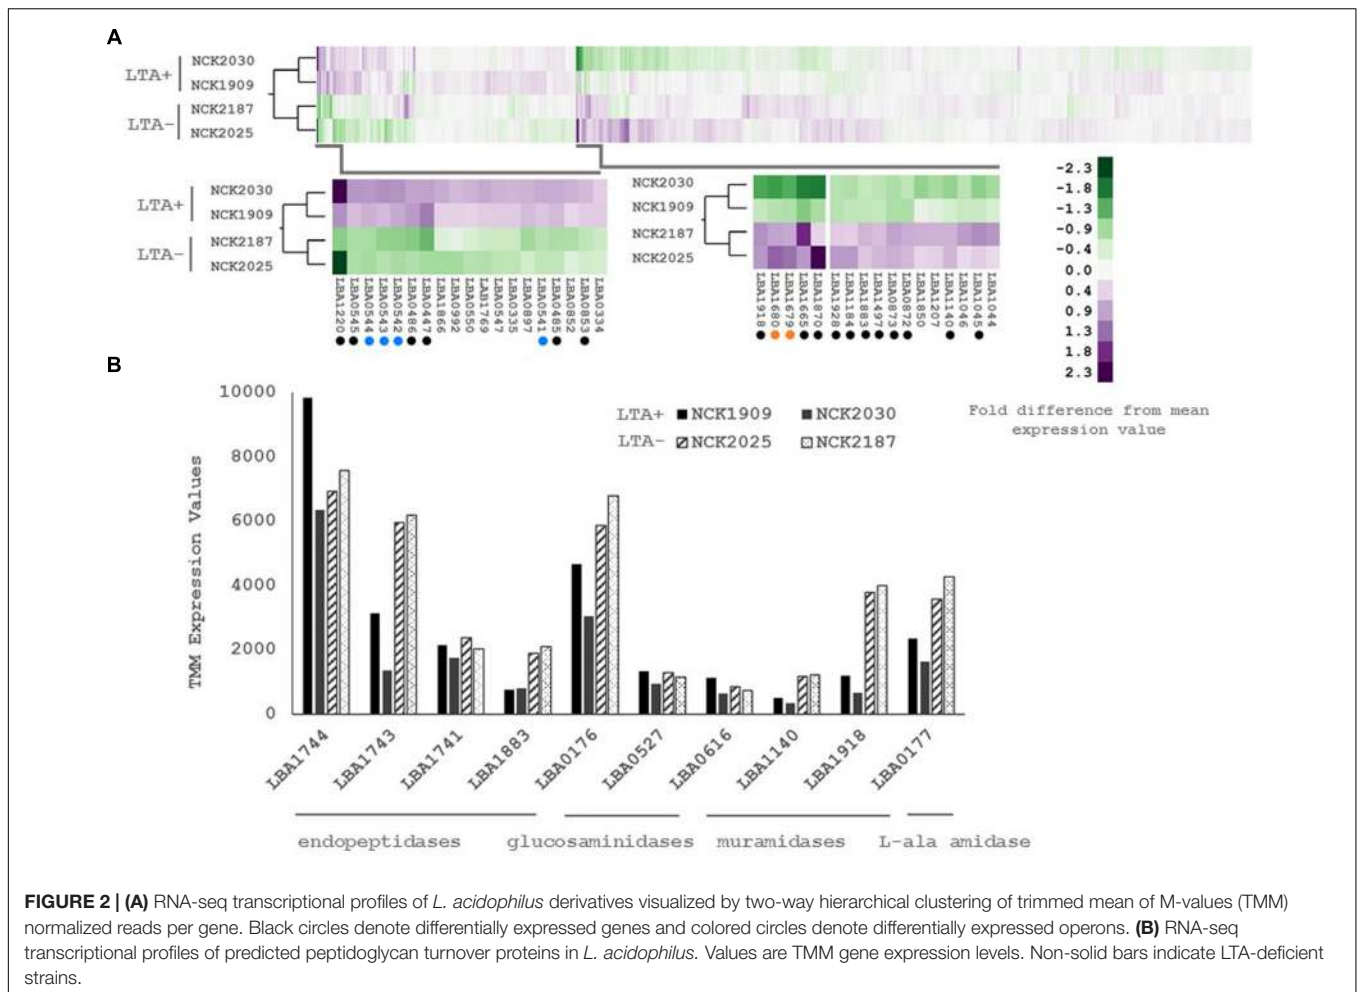 A
LTA+
NCK2030
NCK1909
LTA-
NCK2187
NCK2025
LTA+
NCK2030
NCK1909
LTA-
NCK2187
NCK2025
LBA1220
LBA0545
LBA0544
LBA0543
LBA0542
LBA0486
LBA0447
LBA1866
LBA0992
LBA0550
LAB1769
LBA0547
LBA0335
LBA0897
LBA0541
LBA0485
LBA0852
LBA0853
LBA0334
NCK2030
NCK1909
NCK2187
NCK2025
LBA1918
LBA1680
LBA1679
LBA1665
LBA1870
LBA1928
LBA1184
LBA1883
LBA1497
LBA0873
LBA0872
LBA1850
LBA1207
LBA1140
LBA1046
LBA1045
LBA1044
-2.3
-1.8
-1.3
-0.9
-0.4
0.0
0.4
0.9
1.3
1.8
2.3
Fold difference from mean
expression value
B
TMM Expression Values
10000
8000
6000
4000
2000
0
LTA+ NCK1909 NCK2030
LTA- NCK2025 NCK2187
LBA1744
LBA1743
LBA1741
LBA1883
LBA0176
LBA0527
LBA0616
LBA1140
LBA1918
LBA0177
endopeptidases glucosaminidases muramidases L-ala amidase
FIGURE 2 | (A) RNA-seq transcriptional profiles of L. acidophilus derivatives visualized by two-way hierarchical clustering of trimmed mean of M-values (TMM)
normalized reads per gene. Black circles denote differentially expressed genes and colored circles denote differentially expressed operons. (B) RNA-seq
transcriptional profiles of predicted peptidoglycan turnover proteins in L. acidophilus. Values are TMM gene expression levels. Non-solid bars indicate LTA-deficient
strains.